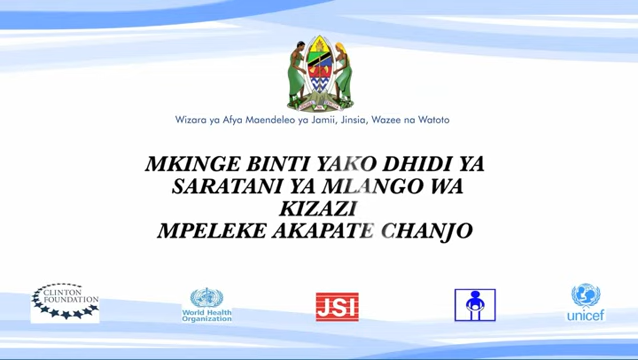 Wizara ya Afya Maendeleo ya Jamii, Jinsia, Wazee na Watoto
MKINGE BINTI YAKO DHIDI YA
SARATANI YA MLANGO WA
KIZAZI
MPELEKE AKAPATE CHANJO
CLINTON
FOUNDATION
World Health
Organization
JSI
unicef